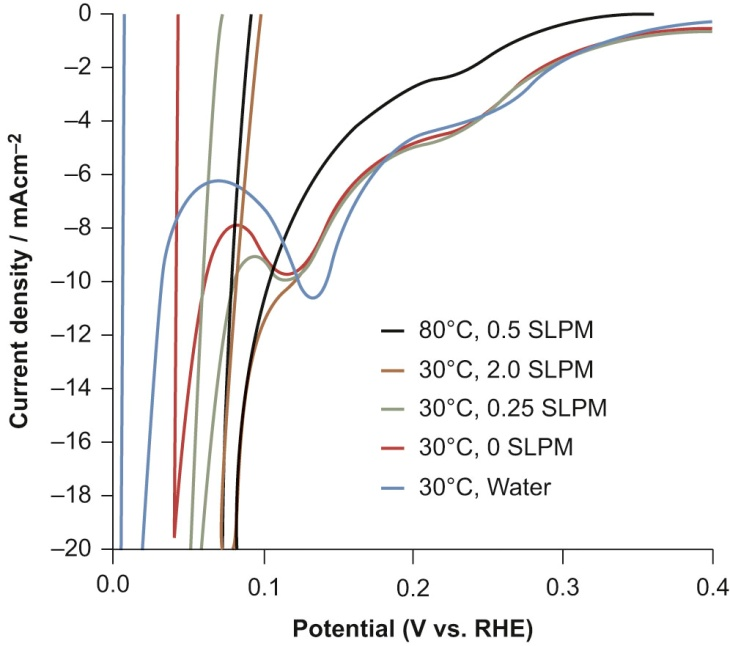 0
–2
–4
–6
–8
–10
–12
–14
–16
–18
–20
Current density / mAcm–2
80°C, 0.5 SLPM
30°C, 2.0 SLPM
30°C, 0.25 SLPM
30°C, 0 SLPM
30°C, Water
0.0 0.1 0.2 0.3 0.4
Potential (V vs. RHE)